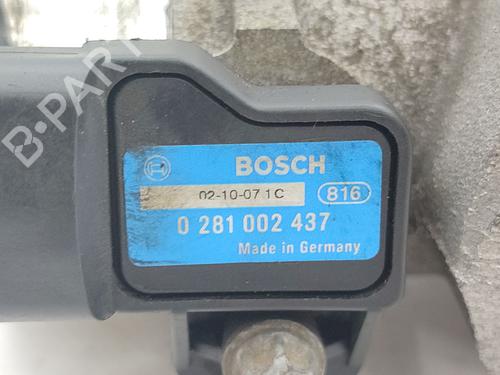 B-PART
BOSCH
02-10-07 1C
816
0 281 002 437
Made in Germany